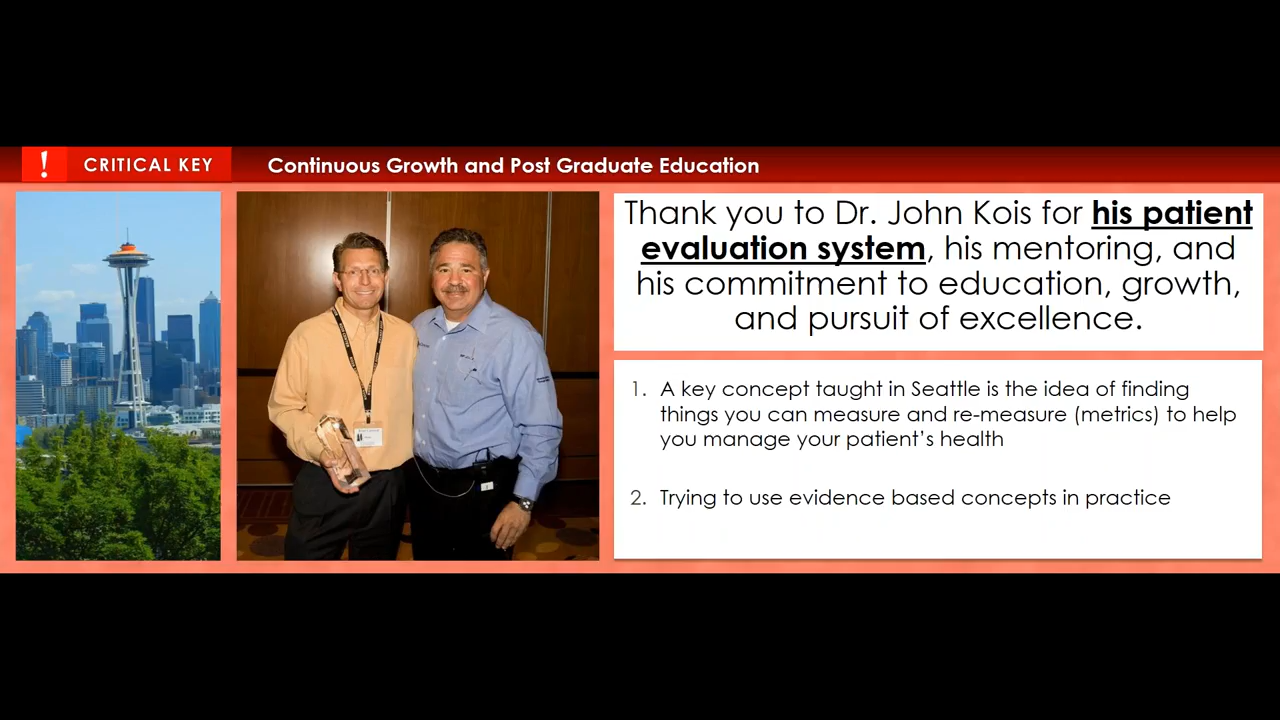 !
CRITICAL KEY
Continuous Growth and Post Graduate Education
Thank you to Dr. John Kois for his patient
evaluation system, his mentoring, and
his commitment to education, growth,
and pursuit of excellence.
1. A key concept taught in Seattle is the idea of finding
things you can measure and re-measure (metrics) to help
you manage your patient’s health
2. Trying to use evidence based concepts in practice